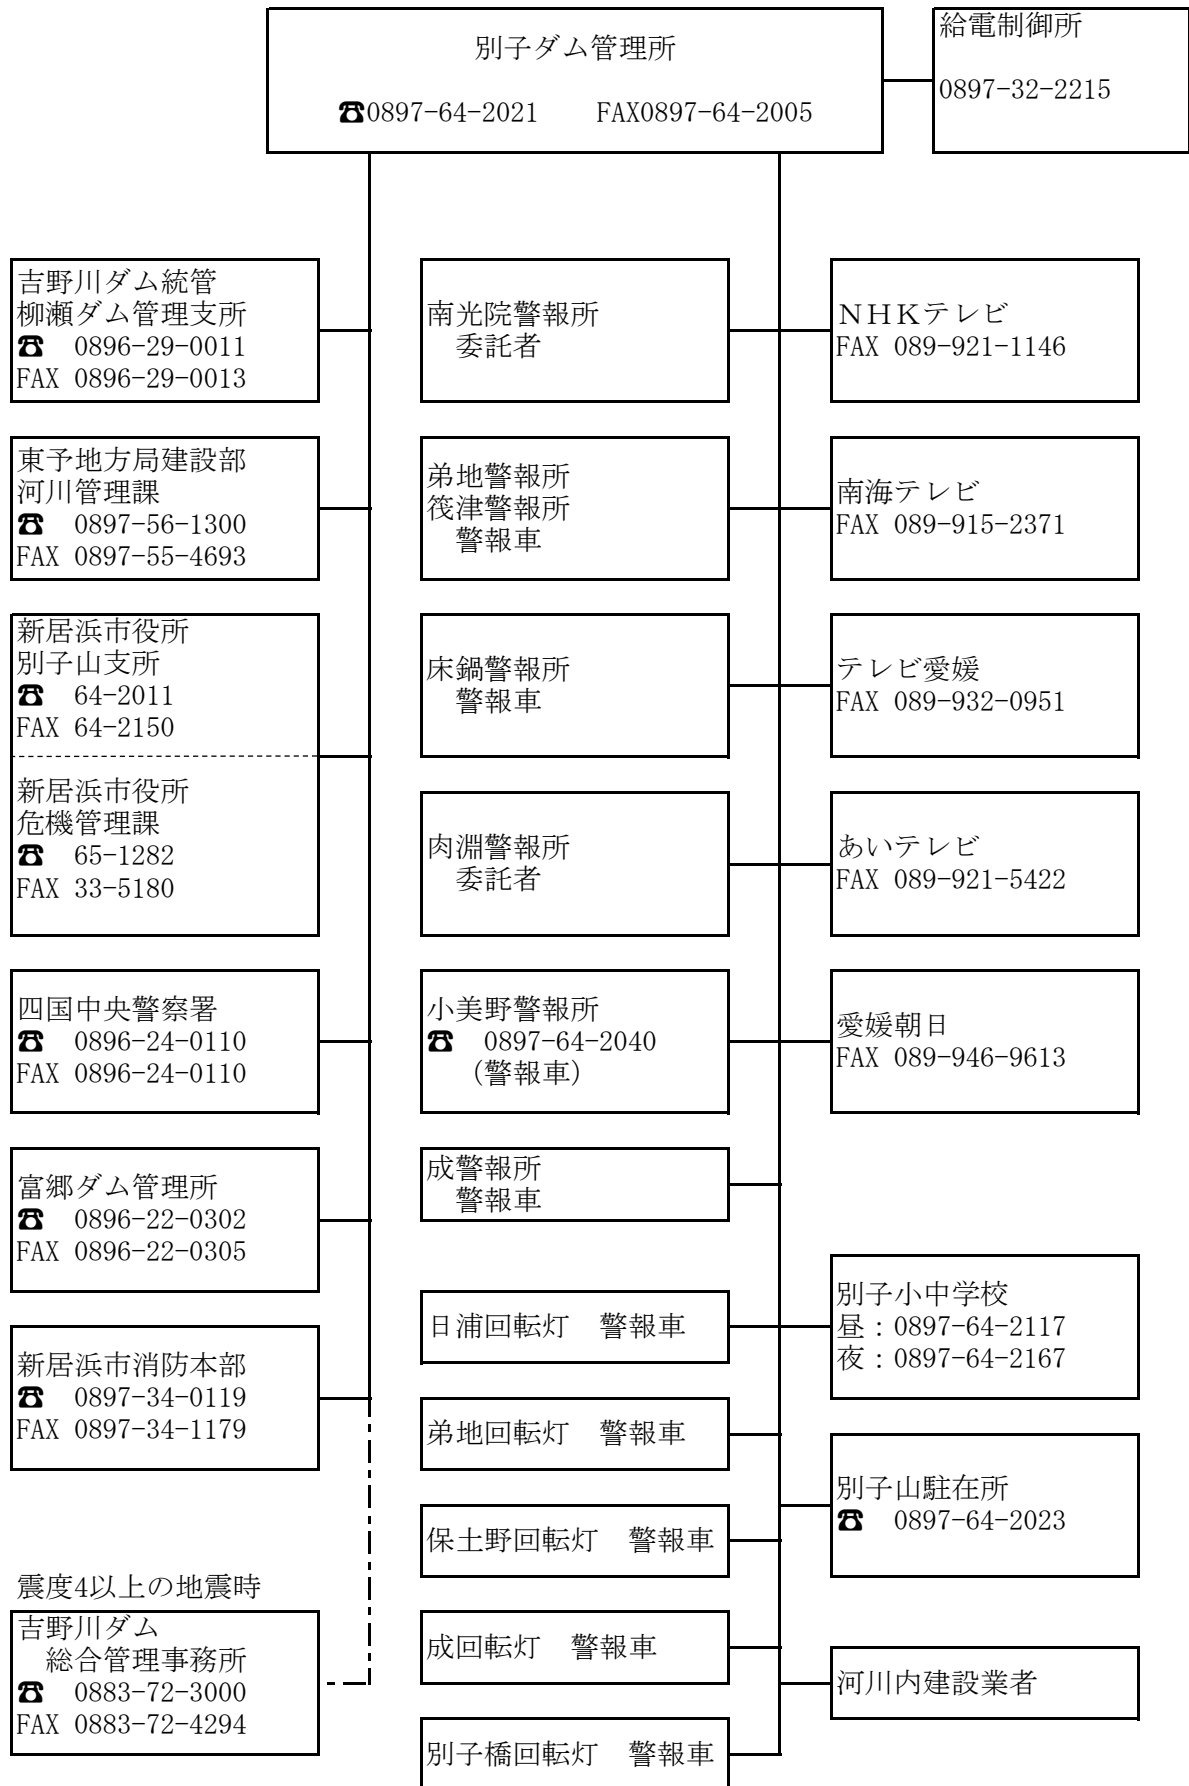 別子ダム管理所
☎0897-64-2021　　FAX0897-64-2005
給電制御所
0897-32-2215
吉野川ダム統管
柳瀬ダム管理支所
☎　0896-29-0011
FAX 0896-29-0013
東予地方局建設部
河川管理課
☎　0897-56-1300
FAX 0897-55-4693
新居浜市役所
別子山支所
☎　64-2011
FAX 64-2150
新居浜市役所
危機管理課
☎　65-1282
FAX 33-5180
四国中央警察署
☎　0896-24-0110
FAX 0896-24-0110
富郷ダム管理所
☎　0896-22-0302
FAX 0896-22-0305
新居浜市消防本部
☎　0897-34-0119
FAX 0897-34-1179
震度4以上の地震時
吉野川ダム
総合管理事務所
☎　0883-72-3000
FAX 0883-72-4294
南光院警報所
委託者
弟地警報所
筏津警報所
警報車
床鍋警報所
警報車
肉淵警報所
委託者
小美野警報所
☎　0897-64-2040
（警報車）
成警報所
警報車
日浦回転灯　警報車
弟地回転灯　警報車
保土野回転灯　警報車
成回転灯　警報車
別子橋回転灯　警報車
ＮＨＫテレビ
FAX 089-921-1146
南海テレビ
FAX 089-915-2371
テレビ愛媛
FAX 089-932-0951
あいテレビ
FAX 089-921-5422
愛媛朝日
FAX 089-946-9613
別子小中学校
昼：0897-64-2117
夜：0897-64-2167
別子山駐在所
☎　0897-64-2023
河川内建設業者